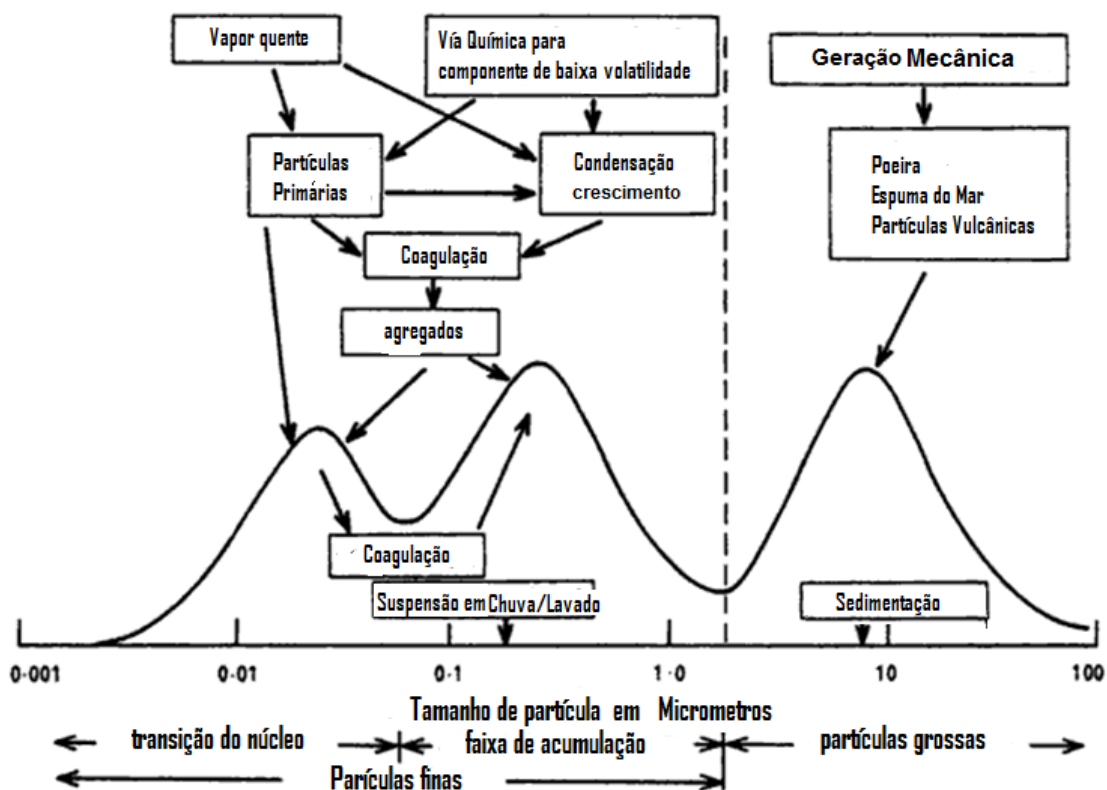 Vapor quente
Vía Química para
componente de baixa volatilidade
Geração Mecânica
Partículas
Primárias
Condensação
crescimento
Poeira
Espuma do Mar
Partículas Vulcânicas
Coagulação
agregados
Coagulação
Suspensão em Chuva/Lavado
Sedimentação
0·001
0·01
0·1
1·0
10
100
Tamanho de partícula em Micrometros
transição do núcleo
faixa de acumulação
partículas grossas
Parículas finas